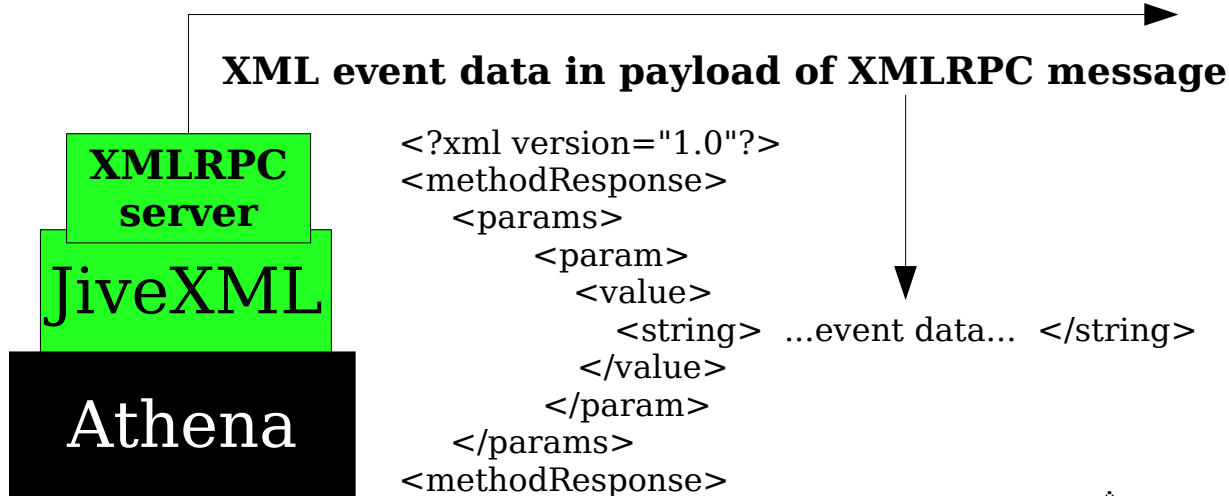 XML event data in payload of XMLRPC message
XMLRPC
server
JiveXML
Athena
<?xml version="1.0"?>
<methodResponse>
<params>
<param>
<value>
<string> ...event data... </string>
</value>
</param>
</params>
<methodResponse>